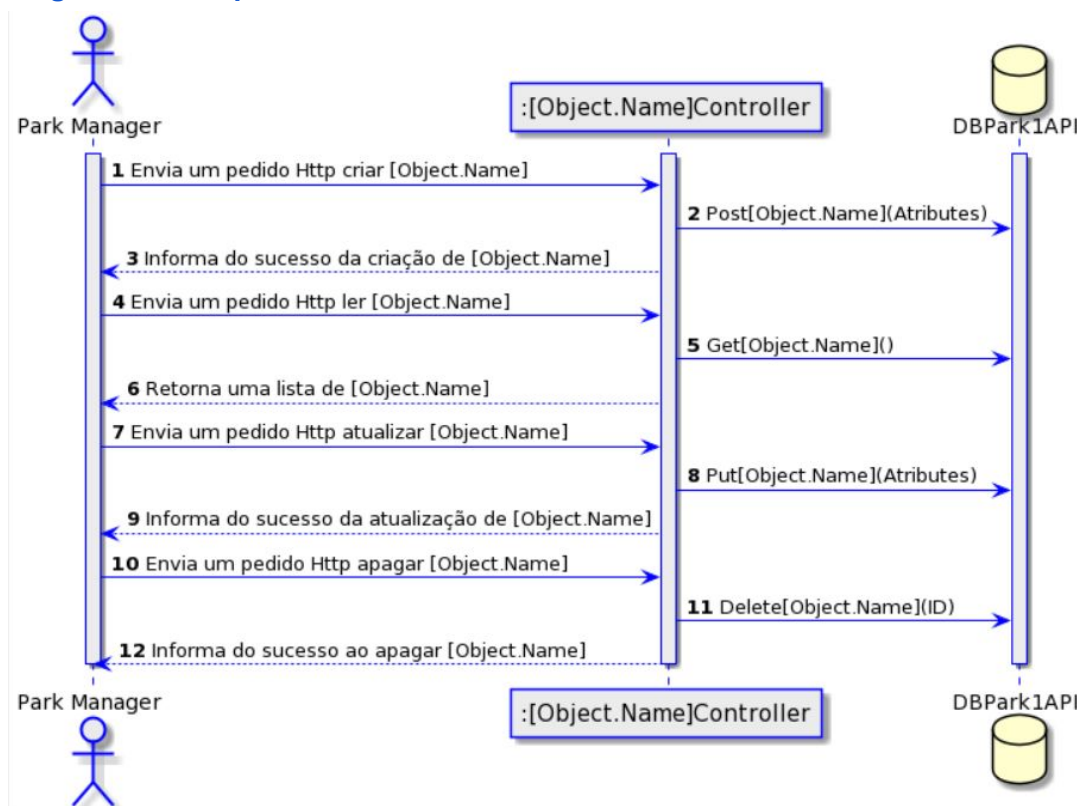 Park Manager
:[Object.Name]Controller
DBPark1API
1 Envia um pedido Http criar [Object.Name]
2 Post[Object.Name](Atributes)
3 Informa do sucesso da criação de [Object.Name]
4 Envia um pedido Http ler [Object.Name]
5 Get[Object.Name]()
6 Retorna uma lista de [Object.Name]
7 Envia um pedido Http atualizar [Object.Name]
8 Put[Object.Name](Atributes)
9 Informa do sucesso da atualização de [Object.Name]
10 Envia um pedido Http apagar [Object.Name]
11 Delete[Object.Name](ID)
12 Informa do sucesso ao apagar [Object.Name]
Park Manager
:[Object.Name]Controller
DBPark1API